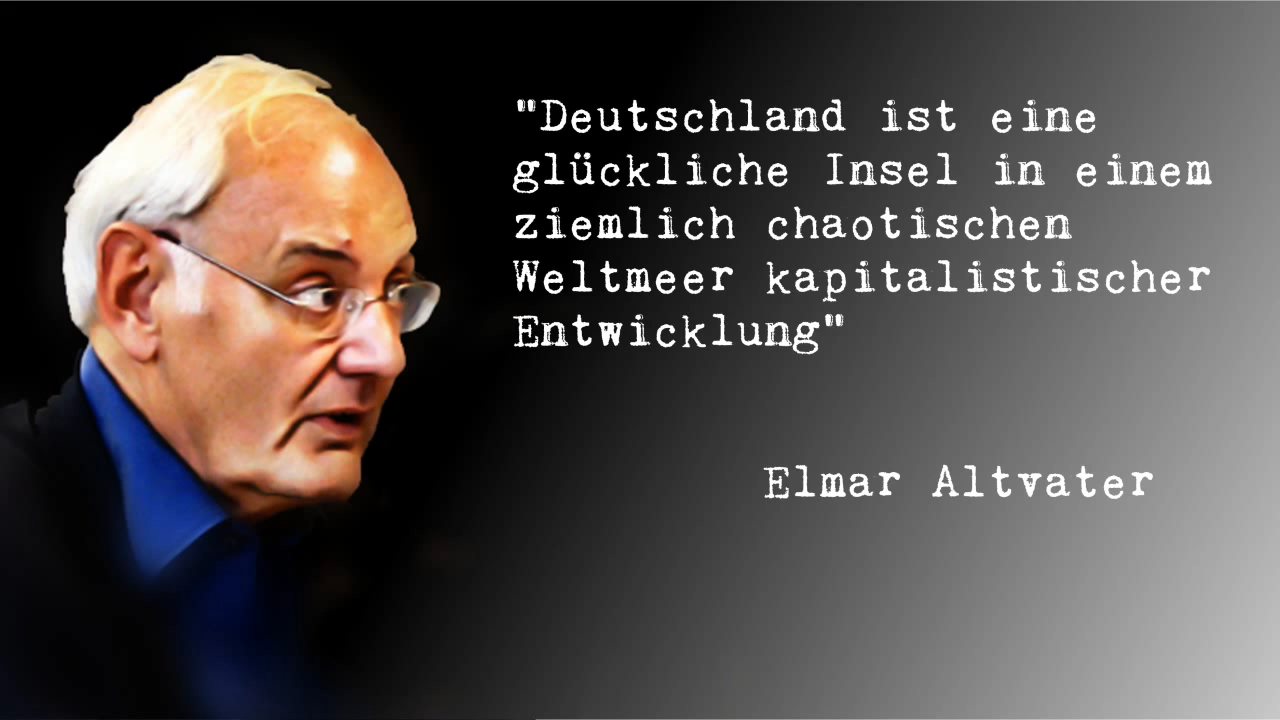 "Deutschland ist eine
glückliche Insel in einem
ziemlich chaotischen
Weltmeer kapitalistischer
Entwicklung"
Elmar Altvater